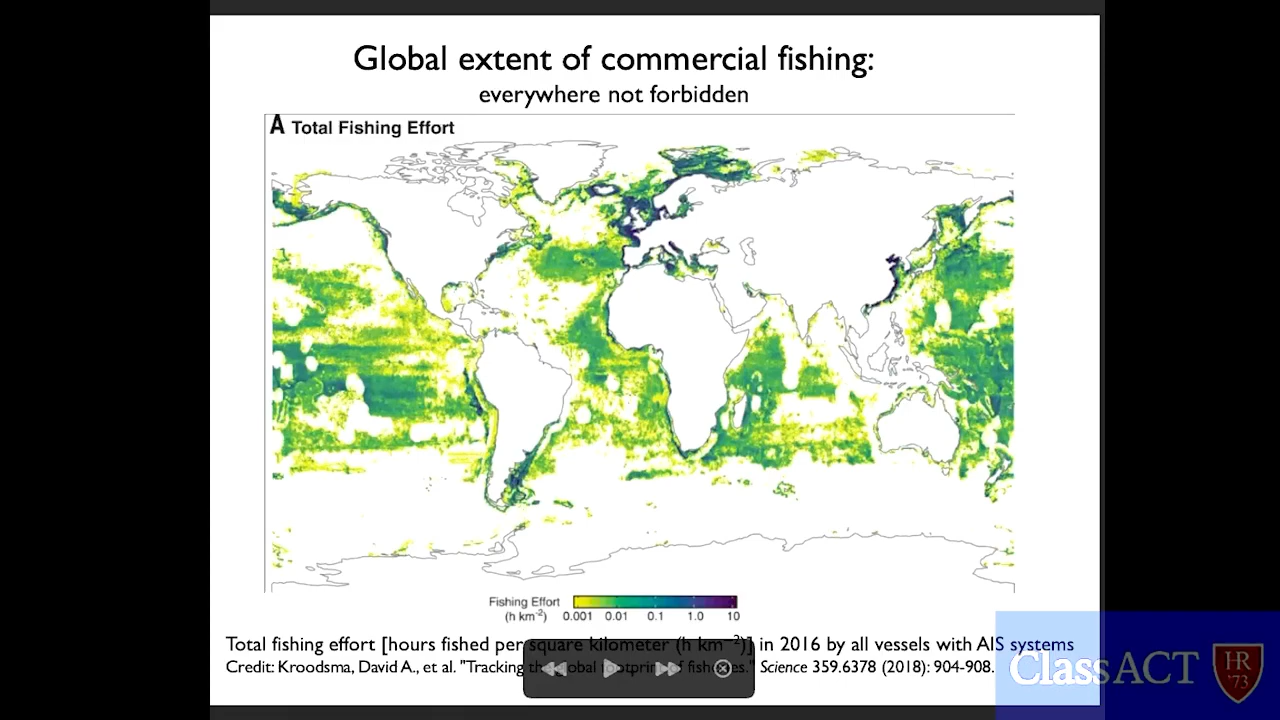 Global extent of commercial fishing:
everywhere not forbidden
A Total Fishing Effort
Fishing Effort
(h km-2)
0.001 0.01 0.1 1.0 10
Total fishing effort [hours fished per square kilometer (h km-2)] in 2016 by all vessels with AIS systems
Credit: Kroodsma, David A., et al. "Tracking the global footprint of fisheries." Science 359.6378 (2018): 904-908.
ClassACT
HR
'73